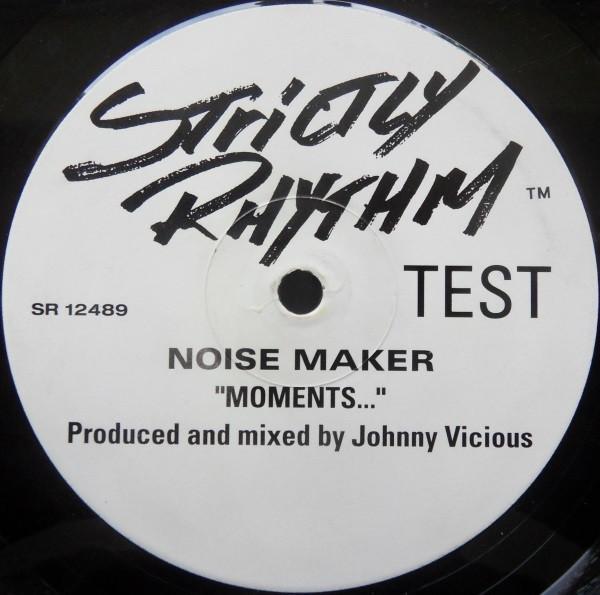 STRiCTLY
RHYTHM ™
TEST
SR 12489
NOISE MAKER
"MOMENTS..."
Produced and mixed by Johnny Vicious